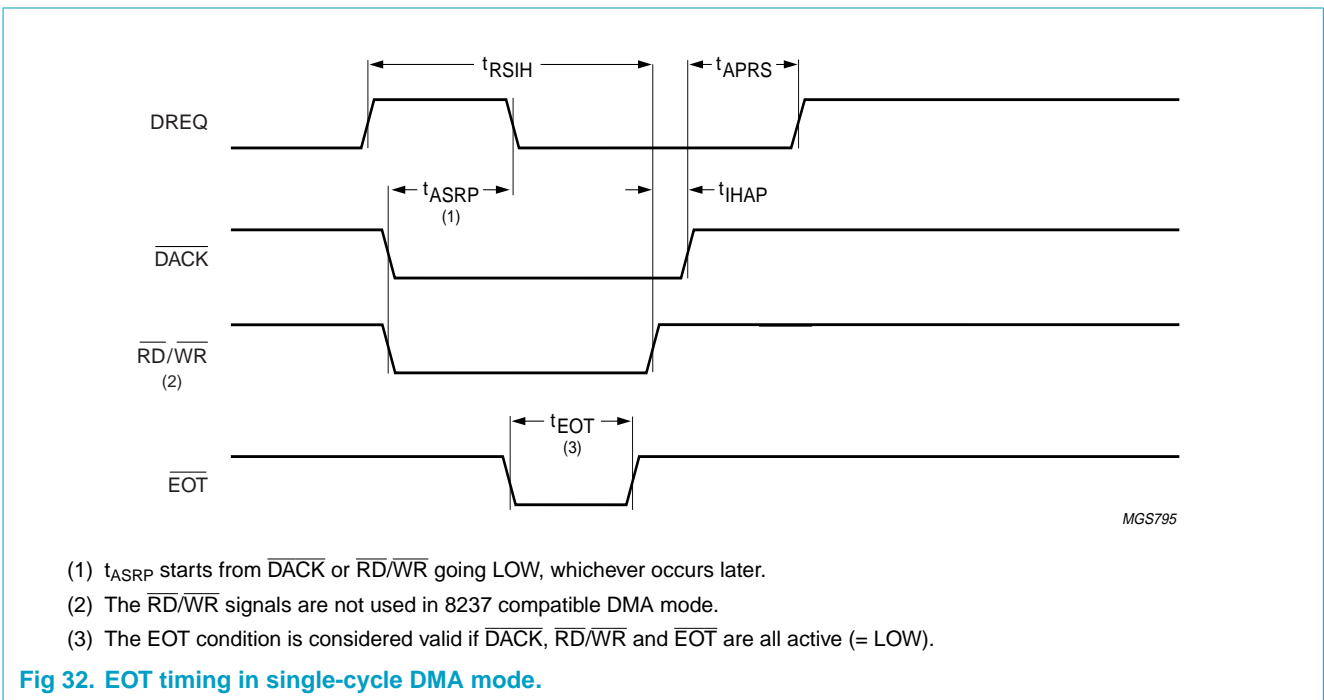 tRSIH tAPRS
DREQ
tASRP tIHAP
(1)
DACK
RD/WR
(2)
tEOT
(3)
EOT
MGS795
(1) tASRP starts from DACK or RD/WR going LOW, whichever occurs later.
(2) The RD/WR signals are not used in 8237 compatible DMA mode.
(3) The EOT condition is considered valid if DACK, RD/WR and EOT are all active (= LOW).
Fig 32. EOT timing in single-cycle DMA mode.